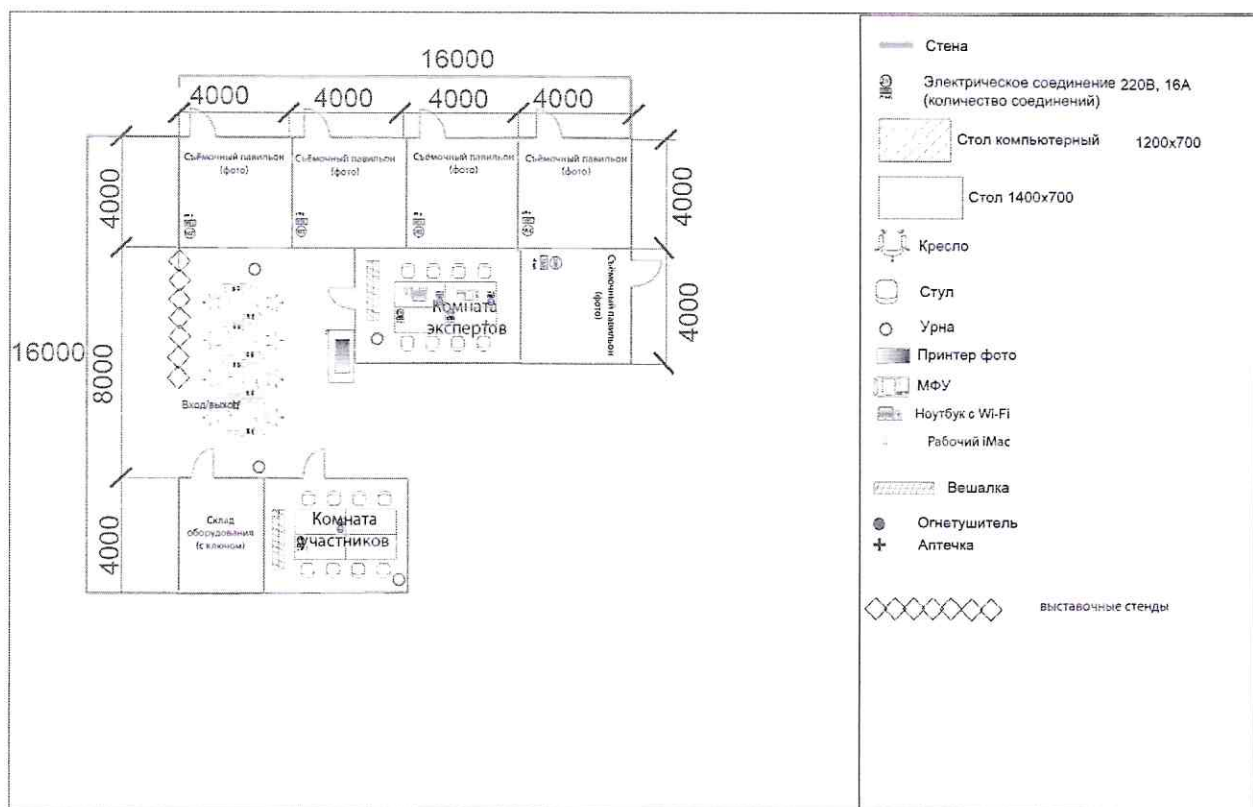 16000
4000
4000
4000
4000
Съёмочный павильон
(фото)
Съёмочный павильон
(фото)
Съёмочный павильон
(фото)
Съёмочный павильон
(фото)
4000
4000
16000
8000
4000
4000
Съёмочный павильон
(фото)
Комната
экспертов
Вход/выход
Склад
оборудования
(с ключом)
Комната
участников
Стена
Электрическое соединение 220В, 16А
(количество соединений)
Стол компьютерный 1200х700
Стол 1400х700
Кресло
Стул
Урна
Принтер фото
МФУ
Ноутбук с Wi-Fi
Рабочий iMac
Вешалка
Огнетушитель
Аптечка
выставочные стенды